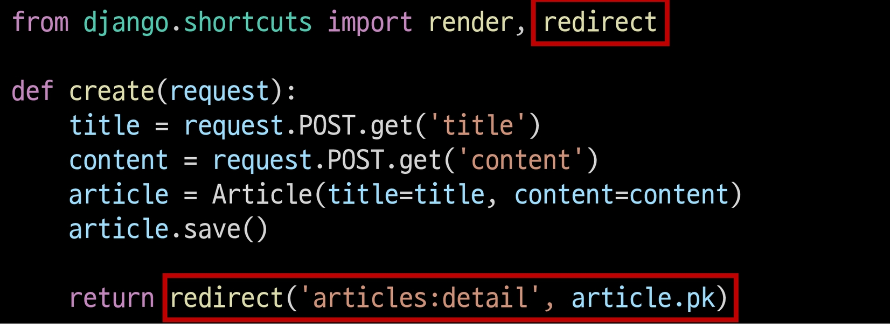 from django.shortcuts import render, redirect
def create(request):
    title = request.POST.get('title')
    content = request.POST.get('content')
    article = Article(title=title, content=content)
    article.save()
    return redirect('articles:detail', article.pk)